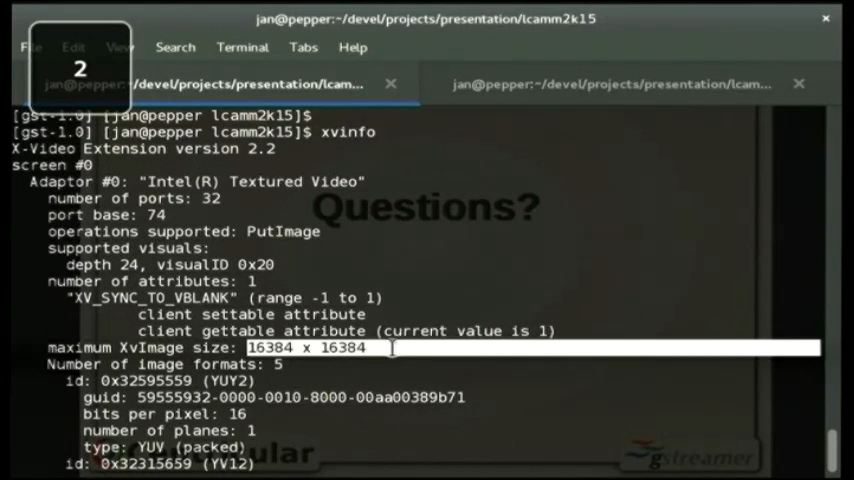 jan@pepper:~/devel/projects/presentation/lcamm2k15
File Edit View Search Terminal Tabs Help
2
jan@pepper:~/devel/projects/presentation/lcam... × jan@pepper:~/devel/projects/presentation/lcam... ×
[gst-1.0] [jan@pepper lcamm2k15]$
[gst-1.0] [jan@pepper lcamm2k15]$ xvinfo
X-Video Extension version 2.2
screen #0
Adaptor #0: "Intel(R) Textured Video"
number of ports: 32
port base: 74
operations supported: PutImage
supported visuals:
depth 24, visualID 0x20
number of attributes: 1
"XV_SYNC_TO_VBLANK" (range -1 to 1)
client settable attribute
client gettable attribute (current value is 1)
maximum XvImage size: 16384 x 16384
Number of image formats: 5
id: 0x32595559 (YUY2)
guid: 59555932-0000-0010-8000-00aa00389b71
bits per pixel: 16
number of planes: 1
type: YUV (packed)
id: 0x32315659 (YV12)
Questions?
gstreamer